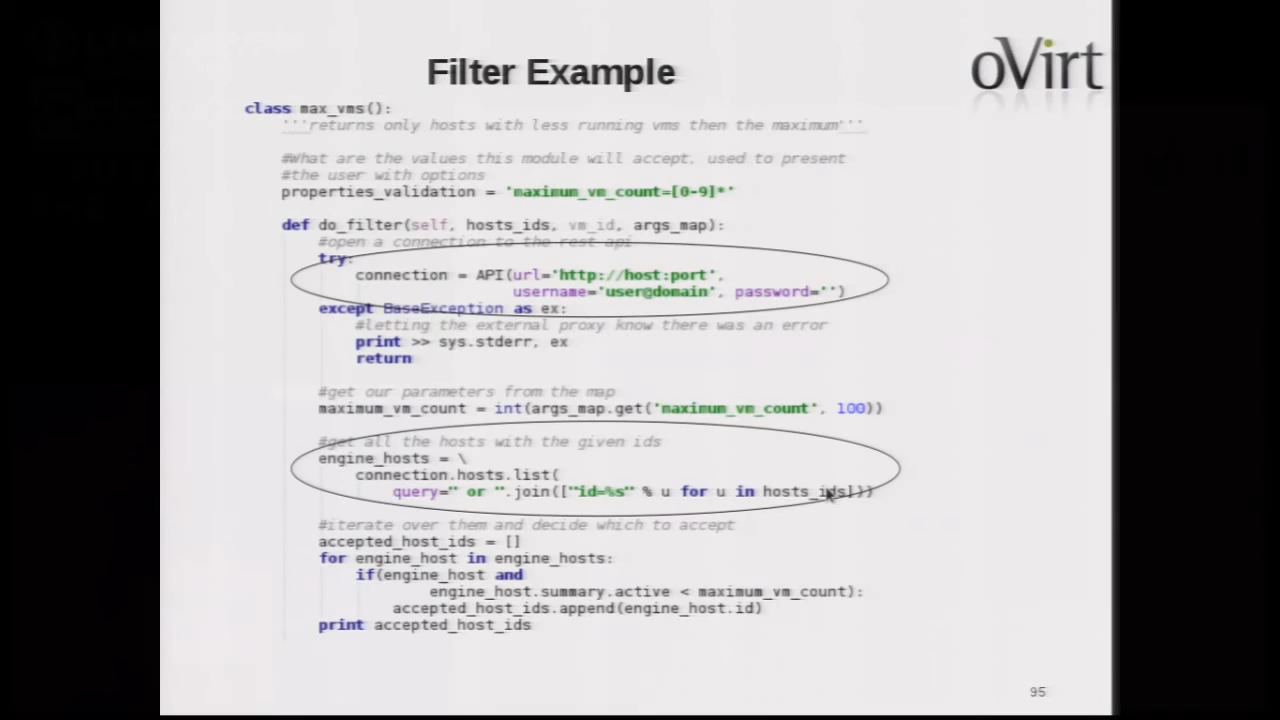 Filter Example
oVirt
class max_vms():
'''returns only hosts with less running vms then the maximum'''
#What are the values this module will accept, used to present
#the user with options
properties_validation = 'maximum_vm_count=[0-9]*'
def do_filter(self, hosts_ids, vm_id, args_map):
#open a connection to the rest api
try:
connection = API(url='http://host:port',
username='user@domain', password='')
except BaseException as ex:
#letting the external proxy know there was an error
print >> sys.stderr, ex
return
#get our parameters from the map
maximum_vm_count = int(args_map.get('maximum_vm_count', 100))
#get all the hosts with the given ids
engine_hosts = \
connection.hosts.list(
query=" or ".join(["id=%s" % u for u in hosts_ids]))
#iterate over them and decide which to accept
accepted_host_ids = []
for engine_host in engine_hosts:
if(engine_host and
engine_host.summary.active < maximum_vm_count):
accepted_host_ids.append(engine_host.id)
print accepted_host_ids
95